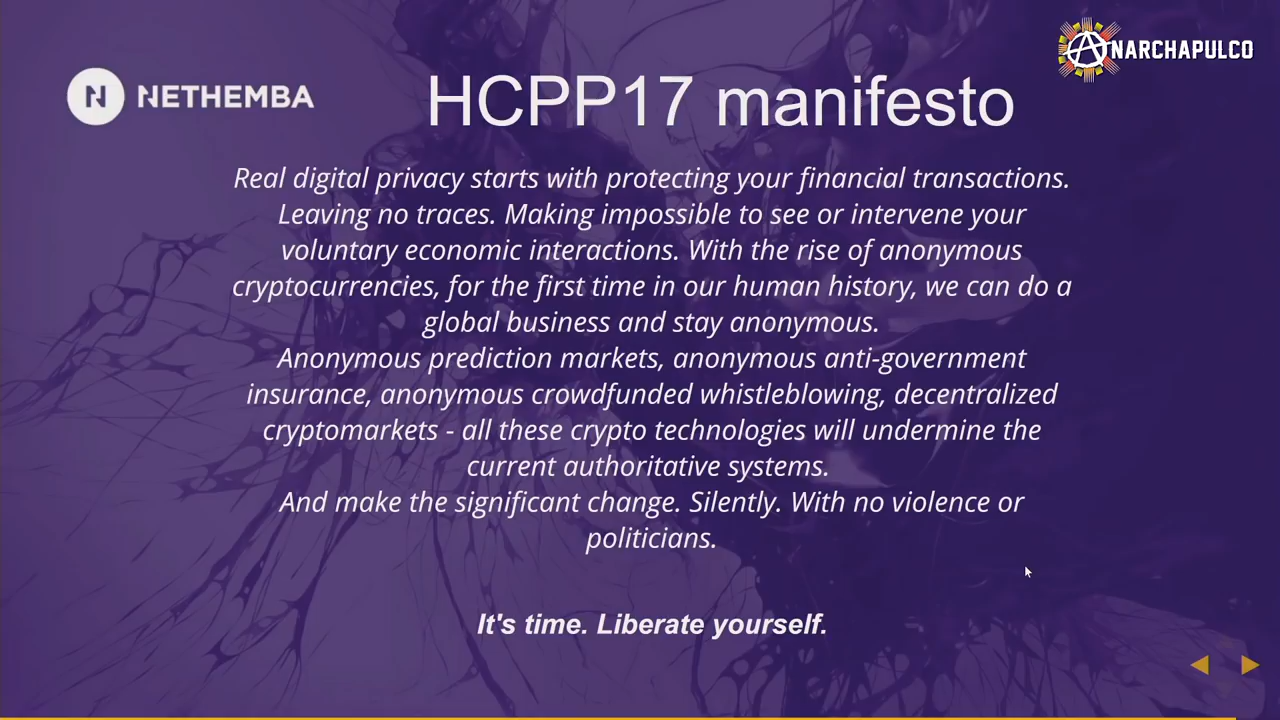 ANARCHAPULCO
N NETHEMBA
HCPP17 manifesto
Real digital privacy starts with protecting your financial transactions.
Leaving no traces. Making impossible to see or intervene your
voluntary economic interactions. With the rise of anonymous
cryptocurrencies, for the first time in our human history, we can do a
global business and stay anonymous.
Anonymous prediction markets, anonymous anti-government
insurance, anonymous crowdfunded whistleblowing, decentralized
cryptomarkets - all these crypto technologies will undermine the
current authoritative systems.
And make the significant change. Silently. With no violence or
politicians.
It's time. Liberate yourself.